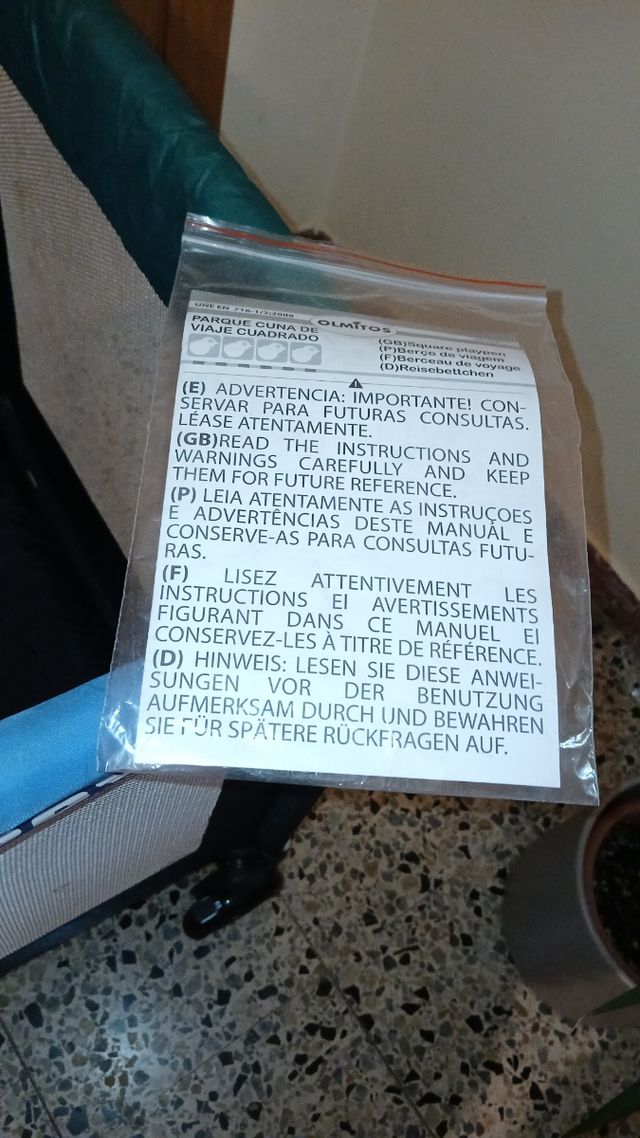 UNE EN 716-1/2:2008
OLMITOS
PARQUE CUNA DE
VIAJE CUADRADO
(GB)Square playpen
(P)Berço de viagem
(F)Berceau de voyage
(D)Reisebettchen
(E) ADVERTENCIA: IMPORTANTE! CON-
SERVAR PARA FUTURAS CONSULTAS.
LÉASE ATENTAMENTE.
(GB)READ THE INSTRUCTIONS AND
WARNINGS CAREFULLY AND KEEP
THEM FOR FUTURE REFERENCE.
(P) LEIA ATENTAMENTE AS INSTRUÇOES
E ADVERTÊNCIAS DESTE MANUAL E
CONSERVE-AS PARA CONSULTAS FUTU-
RAS.
(F) LISEZ ATTENTIVEMENT LES
INSTRUCTIONS EI AVERTISSEMENTS
FIGURANT DANS CE MANUEL EI
CONSERVEZ-LES À TITRE DE RÉFÉRENCE.
(D) HINWEIS: LESEN SIE DIESE ANWEI-
SUNGEN VOR DER BENUTZUNG
AUFMERKSAM DURCH UND BEWAHREN
SIE FÜR SPÄTERE RÜCKFRAGEN AUF.